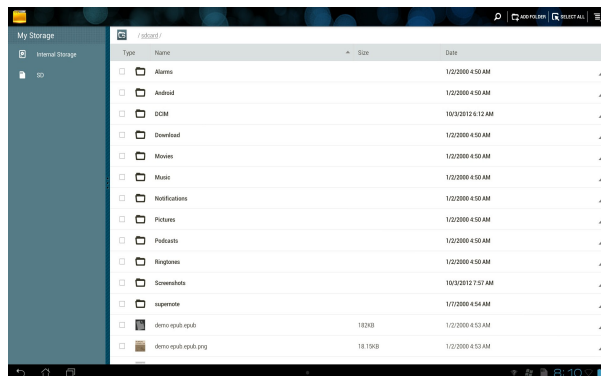 ADD FOLDER SELECT ALL
My Storage
/ sdcard /
Internal Storage
SD
Type Name Size Date
Alarms 1/2/2000 4:50 AM
Android 1/2/2000 4:50 AM
DCIM 10/3/2012 6:12 AM
Download 1/2/2000 4:50 AM
Movies 1/2/2000 4:50 AM
Music 1/2/2000 4:50 AM
Notifications 1/2/2000 4:50 AM
Pictures 1/2/2000 4:50 AM
Podcasts 1/2/2000 4:50 AM
Ringtones 1/2/2000 4:50 AM
Screenshots 10/3/2012 7:57 AM
supernote 1/7/2000 4:54 AM
demo epub.epub 182KB 1/2/2000 4:53 AM
demo epub.epub.png 18.15KB 1/2/2000 4:53 AM
8:10